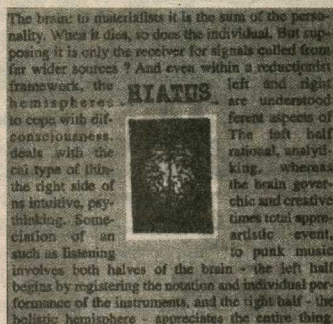 The brain: to materialists it is the sum of the perso-
nality. When it dies, so does the individual. But sup-
posing it is only the receiver for signals culled from
far wider sources ? And even within a reductionist
framework, the left and right
HIATUS
hemispheres are understood
to cope with dif- ferent aspects of
consciousness. The left half
deals with the rational, analyti-
cal type of thin- king, whereas
the right side of the brain gover-
ns intuitive, psy- chic and creative
thinking. Some- times total appre-
ciation of an artistic event,
such as listening to punk music
involves both halves of the brain - the left half
begins by registering the notation and individual per-
formance of the instruments, and the right half - the
holistic hemisphere - appreciates the entire thing